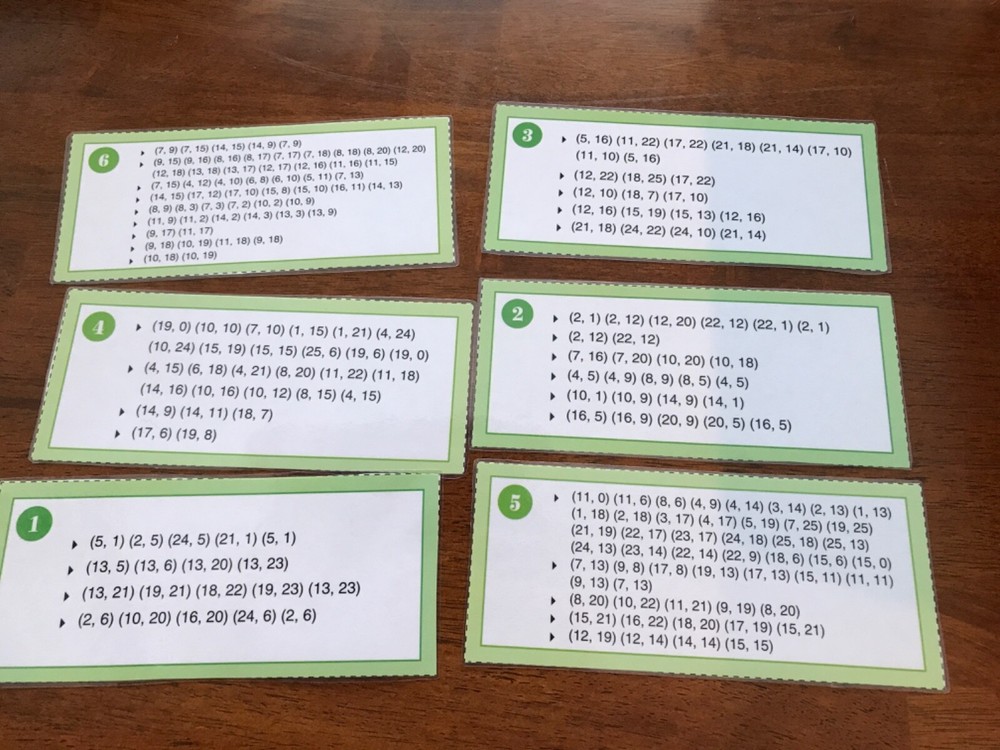 6
(7, 9) (7, 15) (14, 15) (14, 9) (7, 9)
(9, 15) (9, 16) (8, 16) (8, 17) (7, 17) (7, 18) (8, 18) (8, 20) (12, 20)
(12, 18) (13, 18) (13, 17) (12, 17) (12, 16) (11, 16) (11, 15)
(7, 15) (4, 12) (4, 10) (6, 8) (6, 10) (5, 11) (7, 13)
(14, 15) (17, 12) (17, 10) (15, 8) (15, 10) (16, 11) (14, 13)
(8, 9) (8, 3) (7, 3) (7, 2) (10, 2) (10, 9)
(11, 9) (11, 2) (14, 2) (14, 3) (13, 3) (13, 9)
(9, 17) (11, 17)
(9, 18) (10, 19) (11, 18) (9, 18)
(10, 18) (10, 19)
3
(5, 16) (11, 22) (17, 22) (21, 18) (21, 14) (17, 10)
(11, 10) (5, 16)
(12, 22) (18, 25) (17, 22)
(12, 10) (18, 7) (17, 10)
(12, 16) (15, 19) (15, 13) (12, 16)
(21, 18) (24, 22) (24, 10) (21, 14)
4
(19, 0) (10, 10) (7, 10) (1, 15) (1, 21) (4, 24)
(10, 24) (15, 19) (15, 15) (25, 6) (19, 6) (19, 0)
(4, 15) (6, 18) (4, 21) (8, 20) (11, 22) (11, 18)
(14, 16) (10, 16) (10, 12) (8, 15) (4, 15)
(14, 9) (14, 11) (18, 7)
(17, 6) (19, 8)
2
(2, 1) (2, 12) (12, 20) (22, 12) (22, 1) (2, 1)
(2, 12) (22, 12)
(7, 16) (7, 20) (10, 20) (10, 18)
(4, 5) (4, 9) (8, 9) (8, 5) (4, 5)
(10, 1) (10, 9) (14, 9) (14, 1)
(16, 5) (16, 9) (20, 9) (20, 5) (16, 5)
1
(5, 1) (2, 5) (24, 5) (21, 1) (5, 1)
(13, 5) (13, 6) (13, 20) (13, 23)
(13, 21) (19, 21) (18, 22) (19, 23) (13, 23)
(2, 6) (10, 20) (16, 20) (24, 6) (2, 6)
5
(11, 0) (11, 6) (8, 6) (4, 9) (4, 14) (3, 14) (2, 13) (1, 13)
(1, 18) (2, 18) (3, 17) (4, 17) (5, 19) (7, 25) (19, 25)
(21, 19) (22, 17) (23, 17) (24, 18) (25, 18) (25, 13)
(24, 13) (23, 14) (22, 14) (22, 9) (18, 6) (15, 6) (15, 0)
(7, 13) (9, 8) (17, 8) (19, 13) (17, 13) (15, 11) (11, 11)
(9, 13) (7, 13)
(8, 20) (10, 22) (11, 21) (9, 19) (8, 20)
(15, 21) (16, 22) (18, 20) (17, 19) (15, 21)
(12, 19) (12, 14) (14, 14) (15, 15)